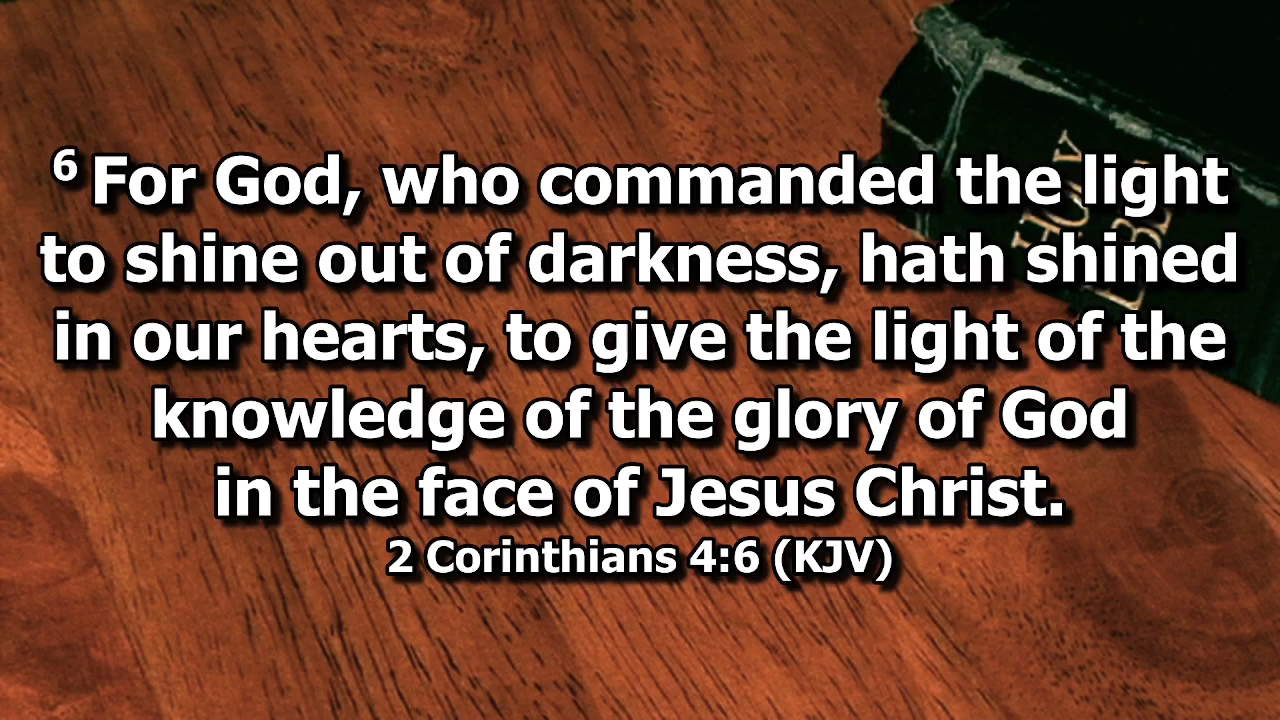 ⁶ For God, who commanded the light
to shine out of darkness, hath shined
in our hearts, to give the light of the
knowledge of the glory of God
in the face of Jesus Christ.
2 Corinthians 4:6 (KJV)
HOLY
BIBLE